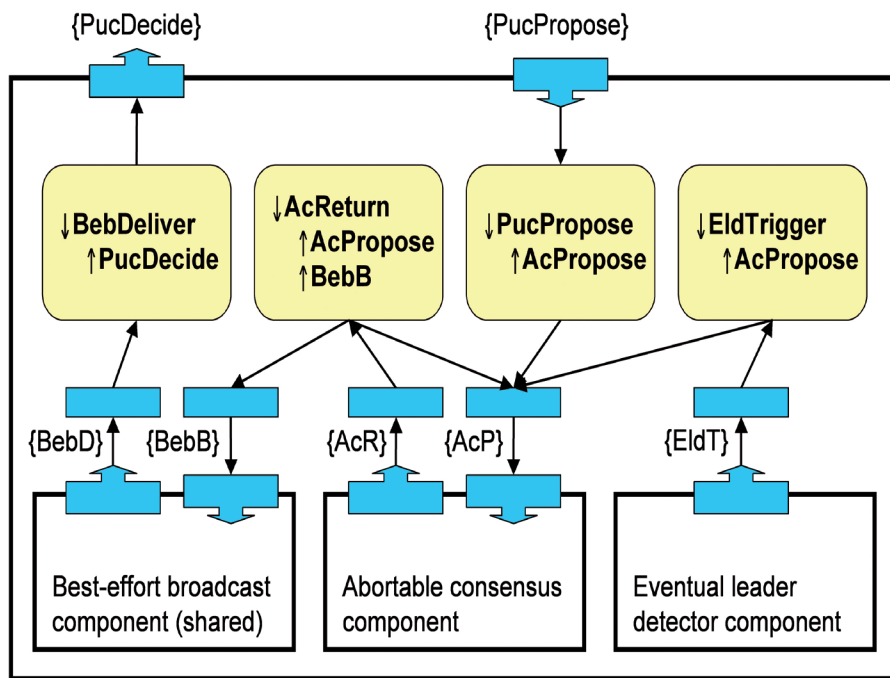 {PucDecide}
{PucPropose}
↓BebDeliver
↑PucDecide
↓AcReturn
↑AcPropose
↑BebB
↓PucPropose
↑AcPropose
↓EldTrigger
↑AcPropose
{BebD}
{BebB}
{AcR}
{AcP}
{EldT}
Best-effort broadcast
component (shared)
Abortable consensus
component
Eventual leader
detector component